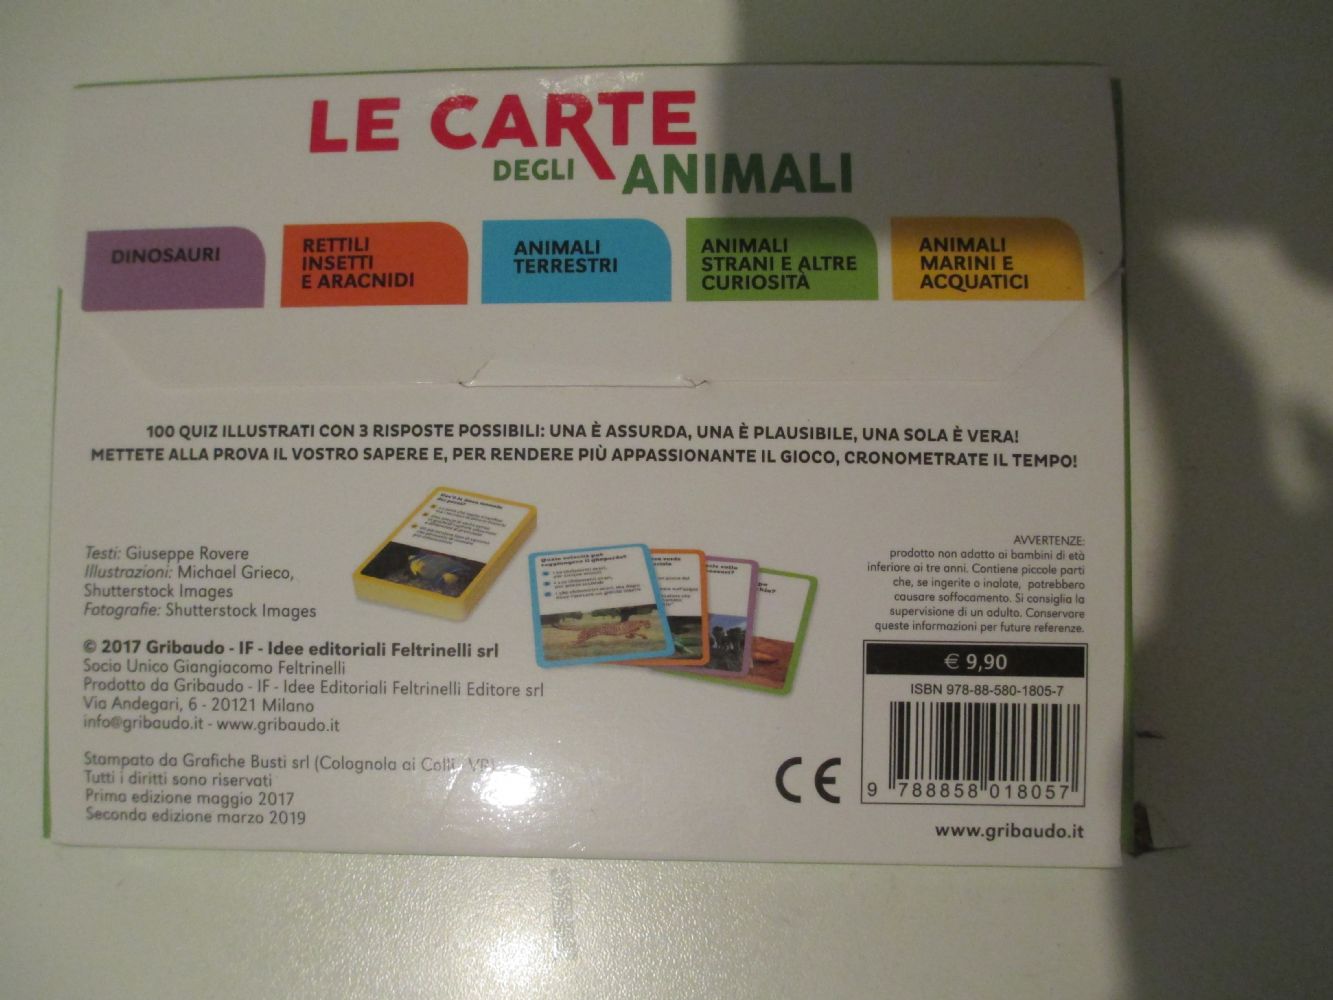 LE CARTE
DEGLI ANIMALI
DINOSAURI
RETTILI
INSETTI
E ARACNIDI
ANIMALI
TERRESTRI
ANIMALI
STRANI E ALTRE
CURIOSITÀ
ANIMALI
MARINI E
ACQUATICI
100 QUIZ ILLUSTRATI CON 3 RISPOSTE POSSIBILI: UNA È ASSURDA, UNA È PLAUSIBILE, UNA SOLA È VERA!
METTETE ALLA PROVA IL VOSTRO SAPERE E, PER RENDERE PIÙ APPASSIONANTE IL GIOCO, CRONOMETRATE IL TEMPO!
Testi: Giuseppe Rovere
Illustrazioni: Michael Grieco,
Shutterstock Images
Fotografie: Shutterstock Images
© 2017 Gribaudo - IF - Idee editoriali Feltrinelli srl
Socio Unico Giangiacomo Feltrinelli
Prodotto da Gribaudo - IF - Idee Editoriali Feltrinelli Editore srl
Via Andegari, 6 - 20121 Milano
info@gribaudo.it - www.gribaudo.it
Stampato da Grafiche Busti srl (Colognola ai Colli - VR)
Tutti i diritti sono riservati
Prima edizione maggio 2017
Seconda edizione marzo 2019
Quale velocità può
raggiungere il ghepardo?
AVVERTENZE:
prodotto non adatto ai bambini di età
inferiore ai tre anni. Contiene piccole parti
che, se ingerite o inalate, potrebbero
causare soffocamento. Si consiglia la
supervisione di un adulto. Conservare
queste informazioni per future referenze.
€ 9,90
ISBN 978-88-580-1805-7
9 788858 018057
CE
www.gribaudo.it